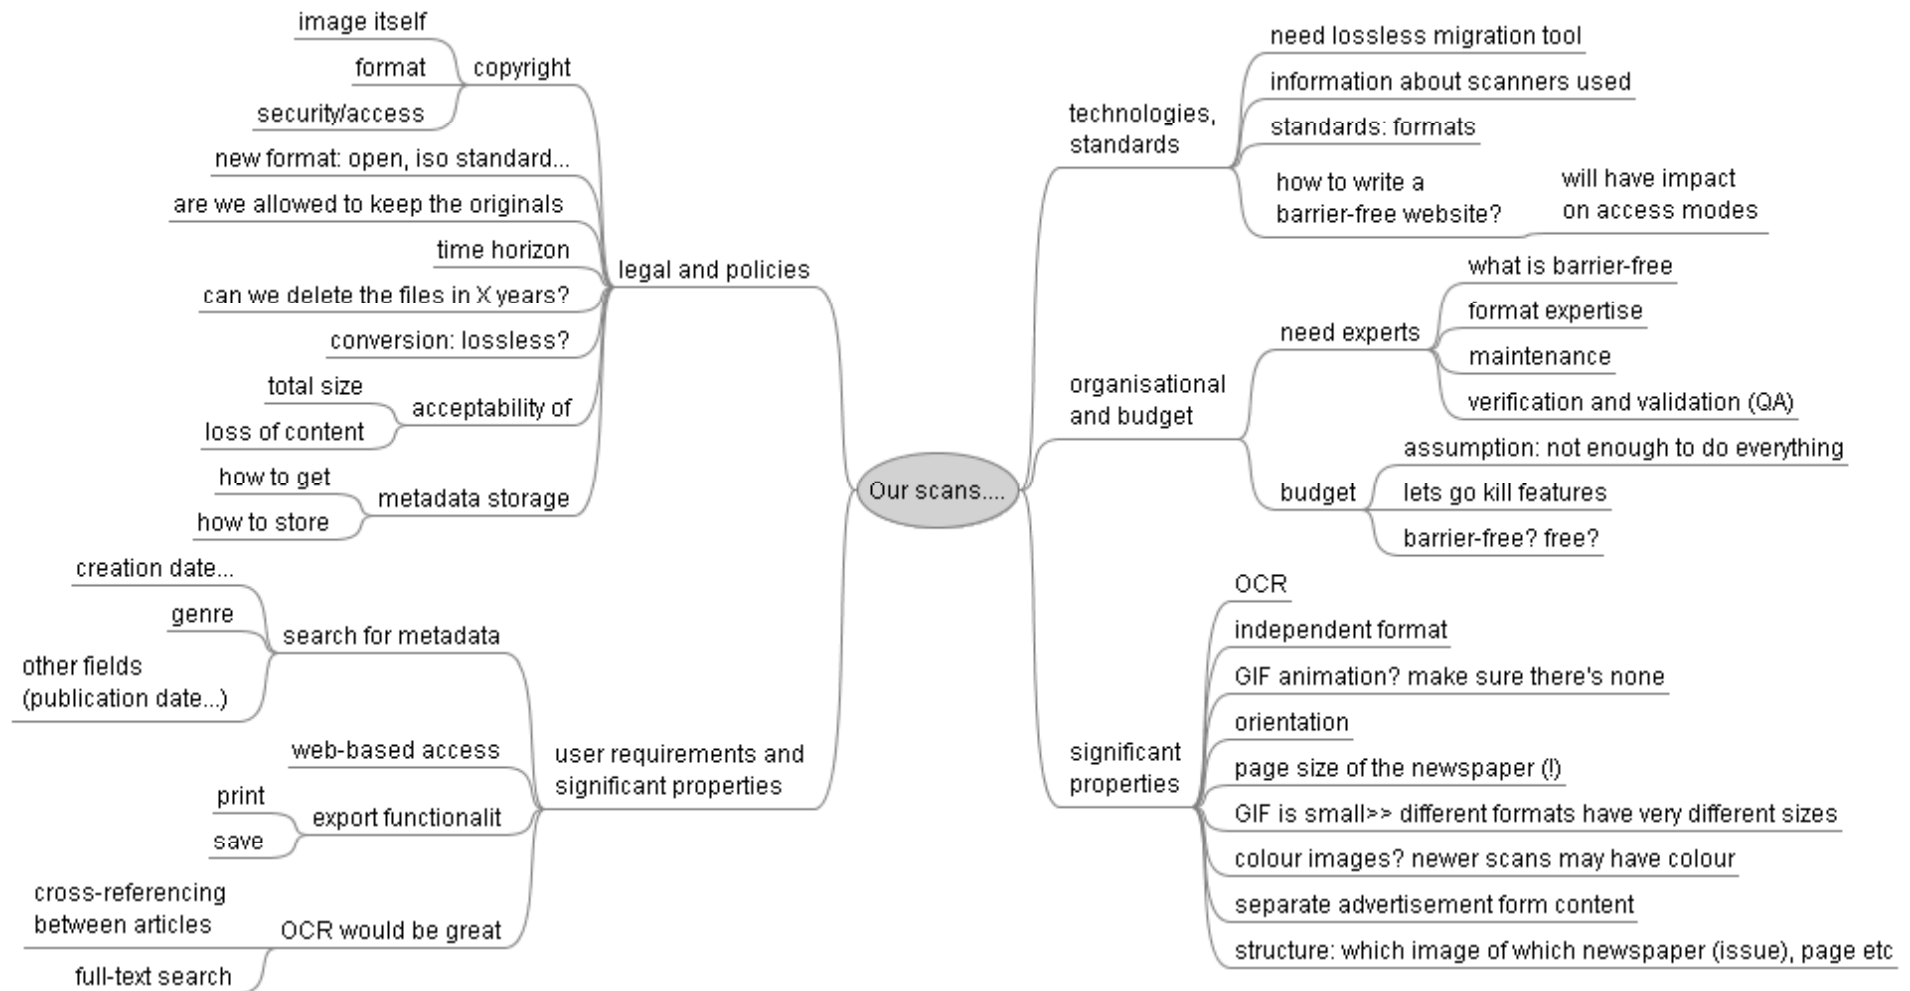 image itself
format
copyright
security/access
new format: open, iso standard...
are we allowed to keep the originals
time horizon
legal and policies
can we delete the files in X years?
conversion: lossless?
total size
acceptability of
loss of content
how to get
metadata storage
how to store
creation date...
genre
search for metadata
other fields
(publication date...)
web-based access
user requirements and
significant properties
print
export functionalit
save
cross-referencing
between articles
OCR would be great
full-text search
Our scans....
need lossless migration tool
information about scanners used
technologies,
standards
standards: formats
how to write a
barrier-free website?
will have impact
on access modes
what is barrier-free
format expertise
need experts
maintenance
verification and validation (QA)
organisational
and budget
assumption: not enough to do everything
budget
lets go kill features
barrier-free? free?
OCR
independent format
GIF animation? make sure there's none
orientation
significant
properties
page size of the newspaper (!)
GIF is small>> different formats have very different sizes
colour images? newer scans may have colour
separate advertisement form content
structure: which image of which newspaper (issue), page etc